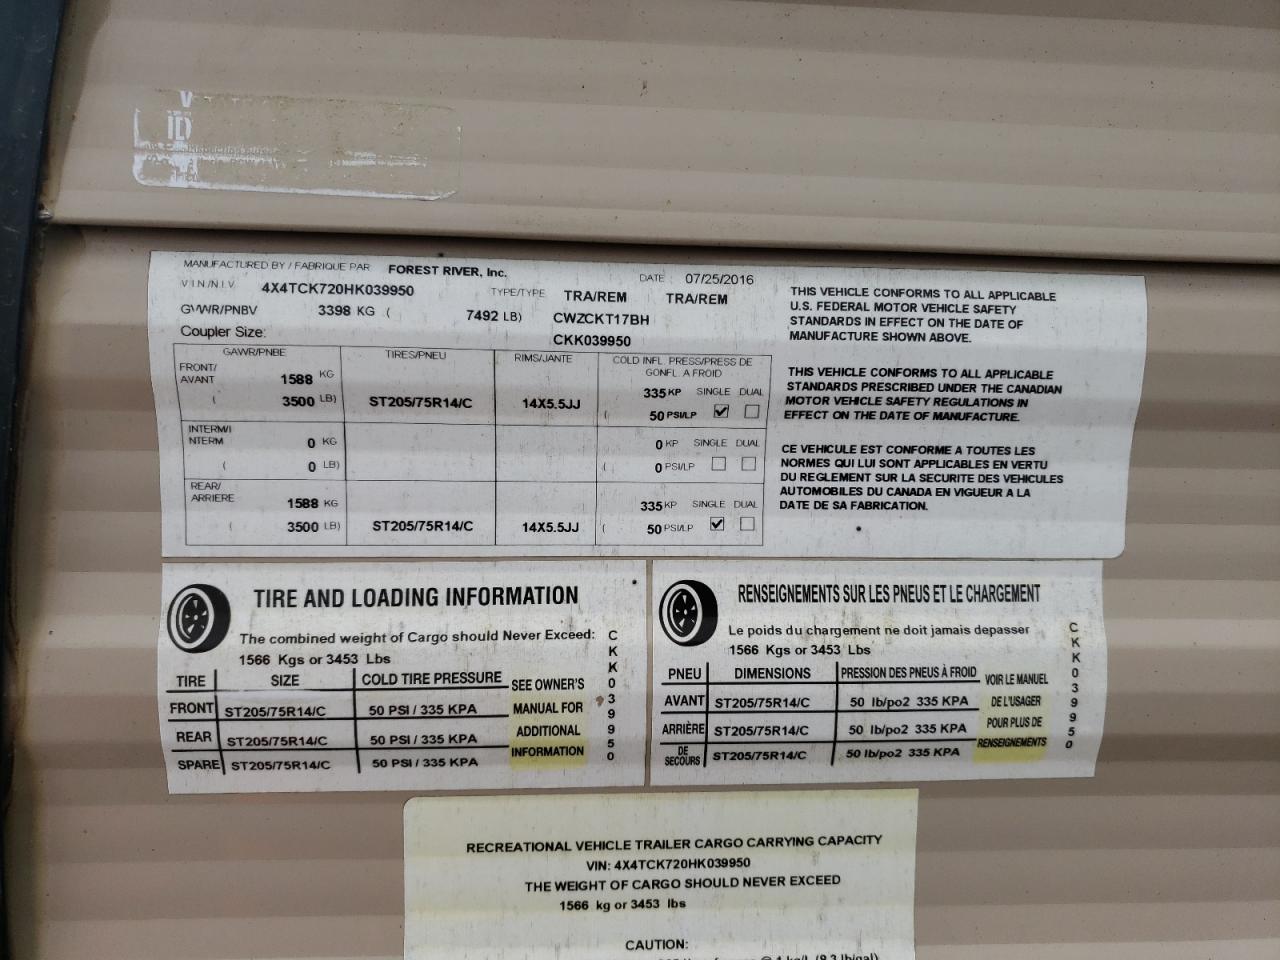 V
ID
MANUFACTURED BY / FABRIQUE PAR FOREST RIVER, Inc. DATE : 07/25/2016
V I N /N.I.V. 4X4TCK720HK039950 TYPE/TYPE TRA/REM TRA/REM
GVWR/PNBV 3398 KG ( 7492 LB) CWZCKT17BH
Coupler Size: CKK039950
GAWR/PNBE TIRES/PNEU RIMS/JANTE COLD INFL PRESS/PRESS DE
GONFL. A FROID
FRONT/
AVANT 1588 KG 335 KP SINGLE DUAL
( 3500 LB) ST205/75R14/C 14X5.5JJ ( 50 PSI/LP
INTERM/I
NTERM 0 KG 0 KP SINGLE DUAL
( 0 LB) ( 0 PSI/LP
REAR/
ARRIERE 1588 KG 335 KP SINGLE DUAL
( 3500 LB) ST205/75R14/C 14X5.5JJ ( 50 PSI/LP
THIS VEHICLE CONFORMS TO ALL APPLICABLE
U.S. FEDERAL MOTOR VEHICLE SAFETY
STANDARDS IN EFFECT ON THE DATE OF
MANUFACTURE SHOWN ABOVE.
THIS VEHICLE CONFORMS TO ALL APPLICABLE
STANDARDS PRESCRIBED UNDER THE CANADIAN
MOTOR VEHICLE SAFETY REGULATIONS IN
EFFECT ON THE DATE OF MANUFACTURE.
CE VEHICULE EST CONFORME A TOUTES LES
NORMES QUI LUI SONT APPLICABLES EN VERTU
DU REGLEMENT SUR LA SECURITE DES VEHICULES
AUTOMOBILES DU CANADA EN VIGUEUR A LA
DATE DE SA FABRICATION.
TIRE AND LOADING INFORMATION
The combined weight of Cargo should Never Exceed:
1566 Kgs or 3453 Lbs
TIRE SIZE COLD TIRE PRESSURE
FRONT ST205/75R14/C 50 PSI / 335 KPA
REAR ST205/75R14/C 50 PSI / 335 KPA
SPARE ST205/75R14/C 50 PSI / 335 KPA
SEE OWNER'S
MANUAL FOR
ADDITIONAL
INFORMATION
CKK039950
RENSEIGNEMENTS SUR LES PNEUS ET LE CHARGEMENT
Le poids du chargement ne doit jamais depasser
1566 Kgs or 3453 Lbs
PNEU DIMENSIONS PRESSION DES PNEUS À FROID
AVANT ST205/75R14/C 50 lb/po2 335 KPA
ARRIÈRE ST205/75R14/C 50 lb/po2 335 KPA
DE
SECOURS ST205/75R14/C 50 lb/po2 335 KPA
VOIR LE MANUEL
DE L'USAGER
POUR PLUS DE
RENSEIGNEMENTS
CKK039950
RECREATIONAL VEHICLE TRAILER CARGO CARRYING CAPACITY
VIN: 4X4TCK720HK039950
THE WEIGHT OF CARGO SHOULD NEVER EXCEED
1566 kg or 3453 lbs
CAUTION:
@ 1 kg/L (8.3 lb/gal)